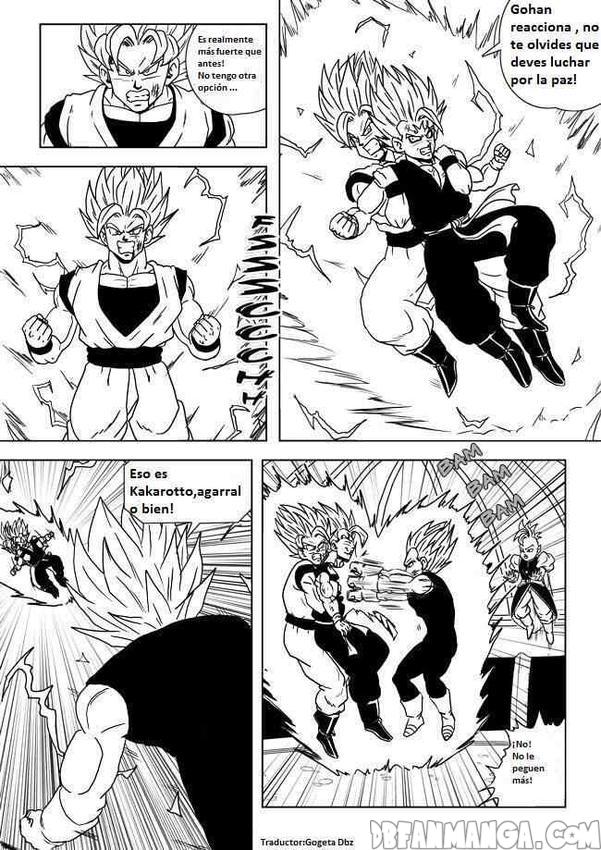 Es realmente
más fuerte que
antes!
No tengo otra
opción ...
Gohan
reacciona , no
te olvides que
deves luchar
por la paz!
Eso es
Kakarotto,agarral
o bien!
BAM
BAM
BAM
¡No!
No le
peguen
más!
Traductor:Gogeta Dbz
DBFANMANGA.COM